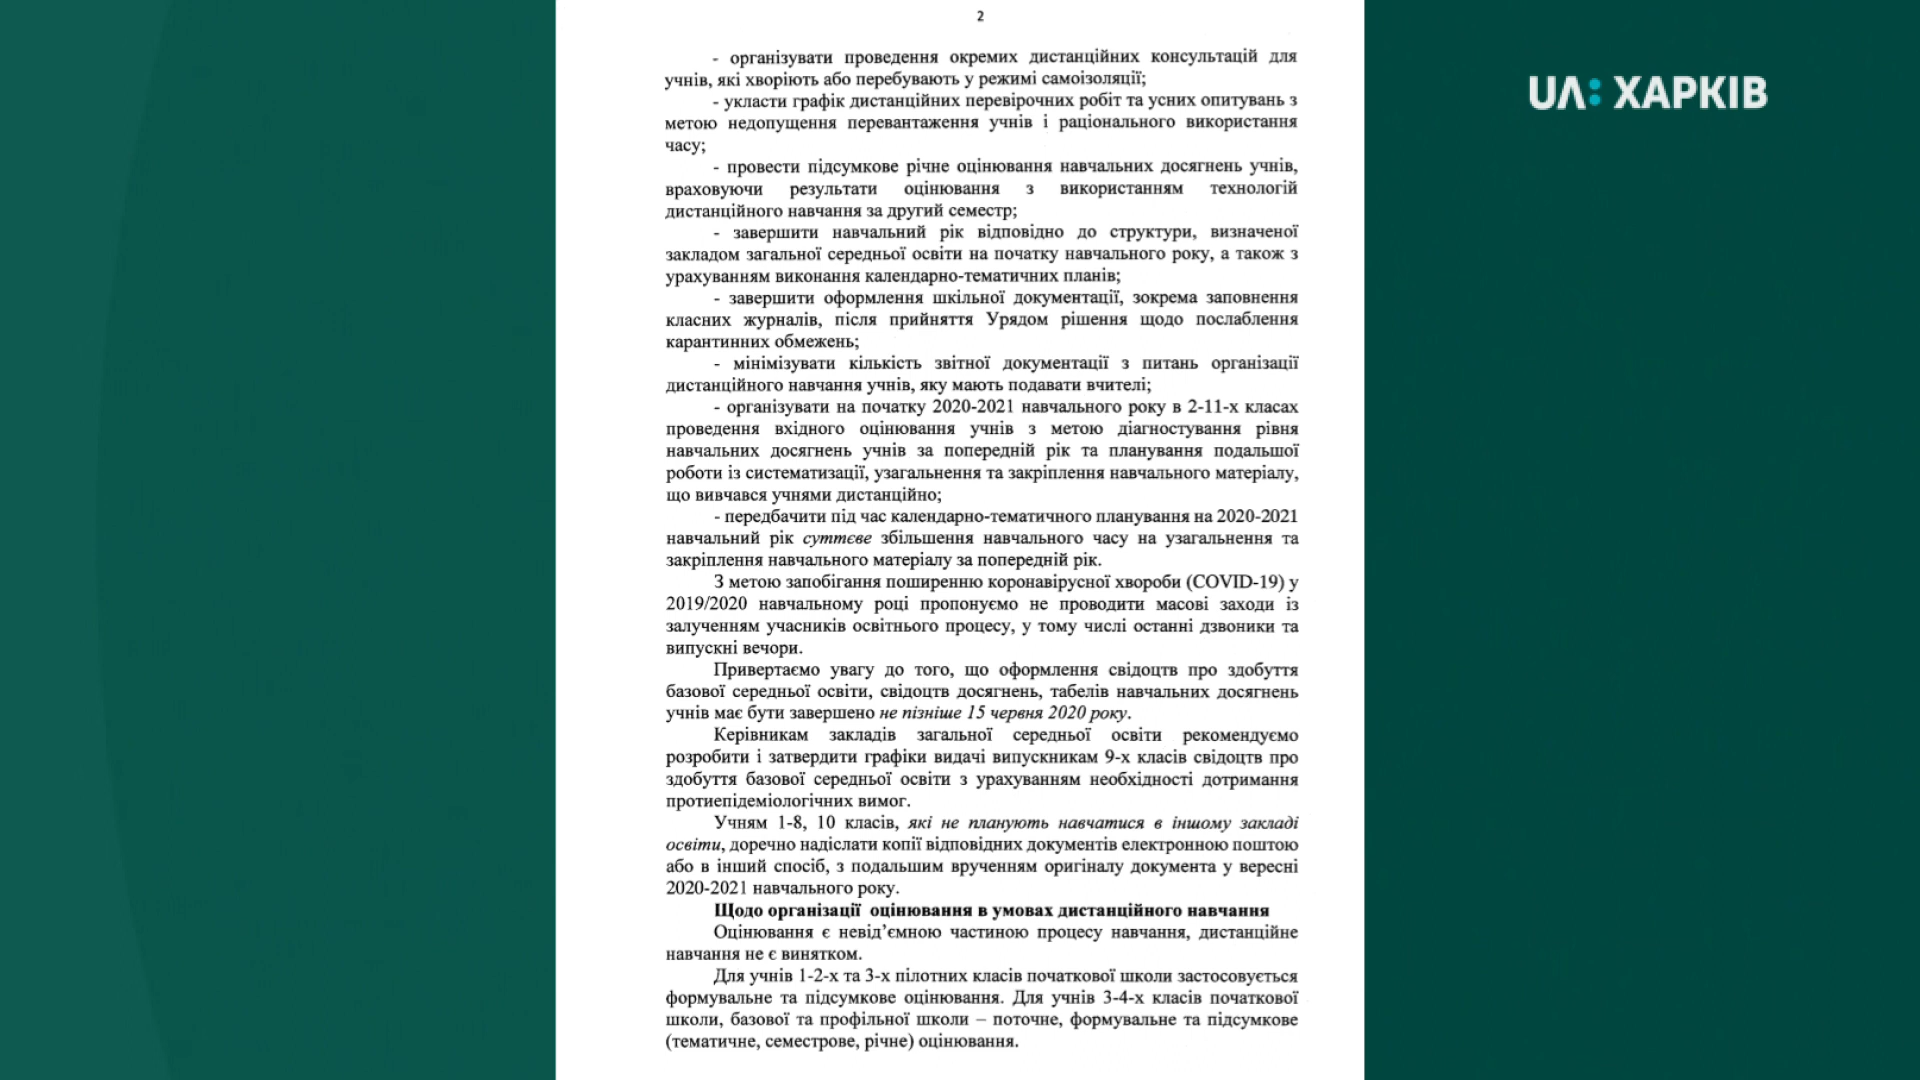 2
- організувати проведення окремих дистанційних консультацій для
учнів, які хворіють або перебувають у режимі самоізоляції;
- укласти графік дистанційних перевірочних робіт та усних опитувань з
метою недопущення перевантаження учнів і раціонального використання
часу;
- провести підсумкове річне оцінювання навчальних досягнень учнів,
враховуючи результати оцінювання з використанням технологій
дистанційного навчання за другий семестр;
- завершити навчальний рік відповідно до структури, визначеної
закладом загальної середньої освіти на початку навчального року, а також з
урахуванням виконання календарно-тематичних планів;
- завершити оформлення шкільної документації, зокрема заповнення
класних журналів, після прийняття Урядом рішення щодо послаблення
карантинних обмежень;
- мінімізувати кількість звітної документації з питань організації
дистанційного навчання учнів, яку мають подавати вчителі;
- організувати на початку 2020-2021 навчального року в 2-11-х класах
проведення вхідного оцінювання учнів з метою діагностування рівня
навчальних досягнень учнів за попередній рік та планування подальшої
роботи із систематизації, узагальнення та закріплення навчального матеріалу,
що вивчався учнями дистанційно;
- передбачити під час календарно-тематичного планування на 2020-2021
навчальний рік суттєве збільшення навчального часу на узагальнення та
закріплення навчального матеріалу за попередній рік.
З метою запобігання поширенню коронавірусної хвороби (COVID-19) у
2019/2020 навчальному році пропонуємо не проводити масові заходи із
залученням учасників освітнього процесу, у тому числі останні дзвоники та
випускні вечори.
Привертаємо увагу до того, що оформлення свідоцтв про здобуття
базової середньої освіти, свідоцтв досягнень, табелів навчальних досягнень
учнів має бути завершено не пізніше 15 червня 2020 року.
Керівникам закладів загальної середньої освіти рекомендуємо
розробити і затвердити графіки видачі випускникам 9-х класів свідоцтв про
здобуття базової середньої освіти з урахуванням необхідності дотримання
протиепідеміологічних вимог.
Учням 1-8, 10 класів, які не планують навчатися в іншому закладі
освіти, доречно надіслати копії відповідних документів електронною поштою
або в інший спосіб, з подальшим врученням оригіналу документа у вересні
2020-2021 навчального року.
Щодо організації оцінювання в умовах дистанційного навчання
Оцінювання є невід’ємною частиною процесу навчання, дистанційне
навчання не є винятком.
Для учнів 1-2-х та 3-х пілотних класів початкової школи застосовується
формувальне та підсумкове оцінювання. Для учнів 3-4-х класів початкової
школи, базової та профільної школи – поточне, формувальне та підсумкове
(тематичне, семестрове, річне) оцінювання.
UA: ХАРКІВ